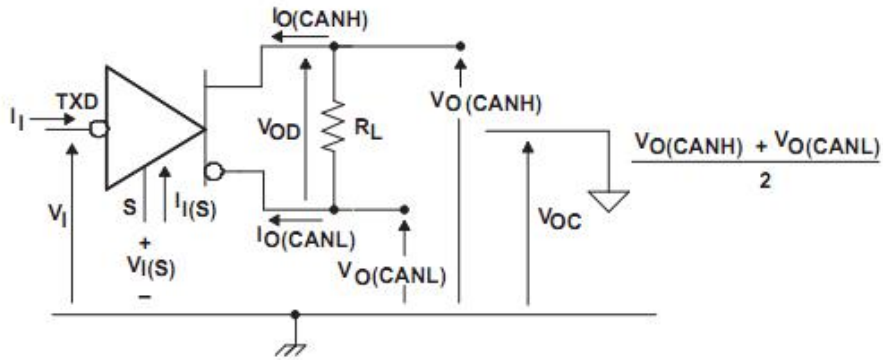 IO(CANH)
TXD
II
VOD
RL
VO(CANH)
VO(CANH) + VO(CANL)
2
VI
S
II(S)
+
VI(S)
–
IO(CANL)
VO(CANL)
VOC